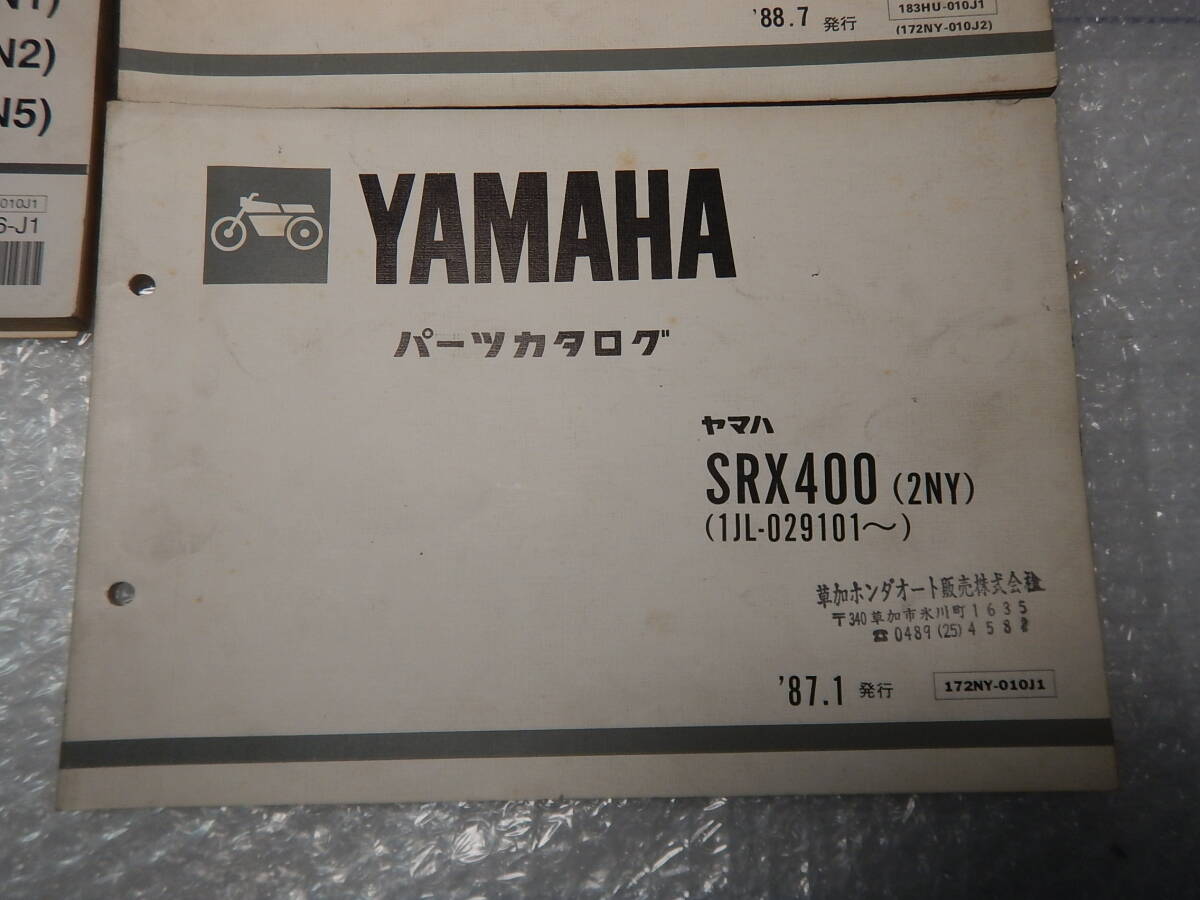 N1)
N2)
N5)
010J1
6-J1
'88.7 発行
183HU-010J1
(172NY-010J2)
YAMAHA
パーツカタログ
ヤマハ
SRX400 (2NY)
(1JL-029101〜)
草加ホンダオート販売株式会社
〒340 草加市氷川町1635
☎0489(25)4582
'87.1 発行
172NY-010J1